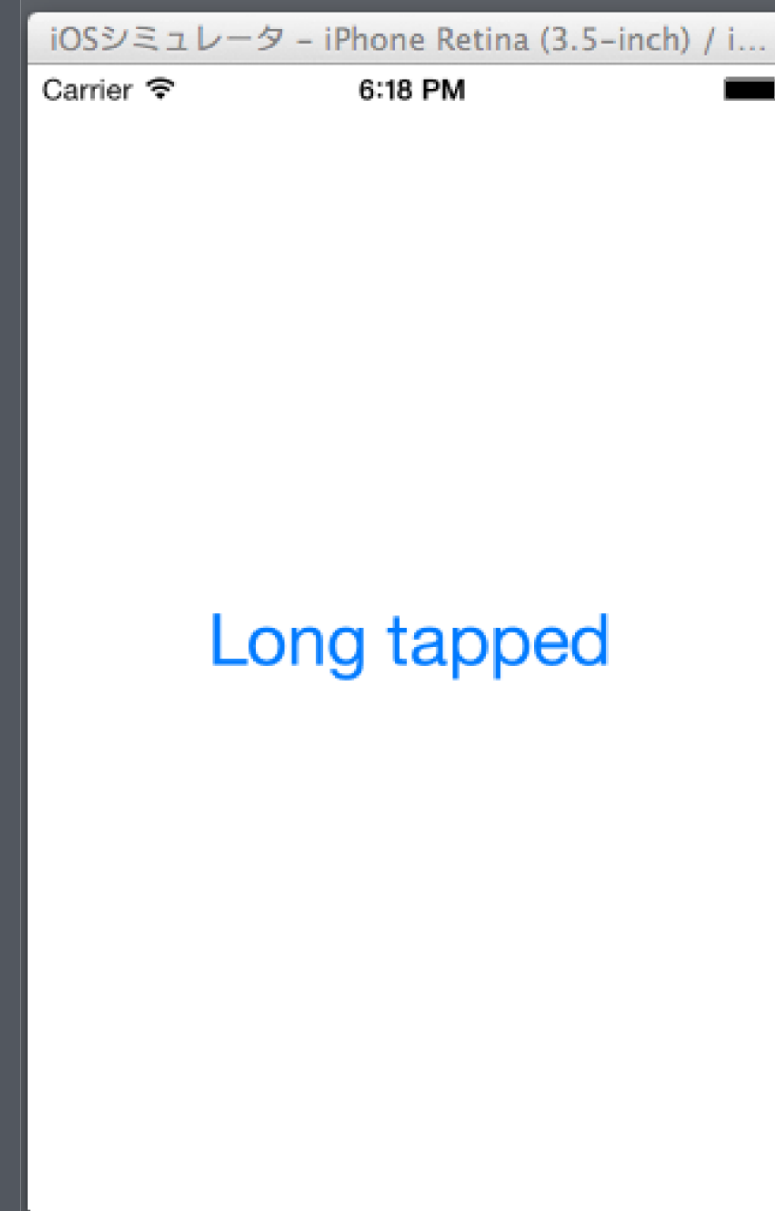 iOSシミュレータ – iPhone Retina (3.5-inch) / i...
Carrier 6:18 PM
Long tapped